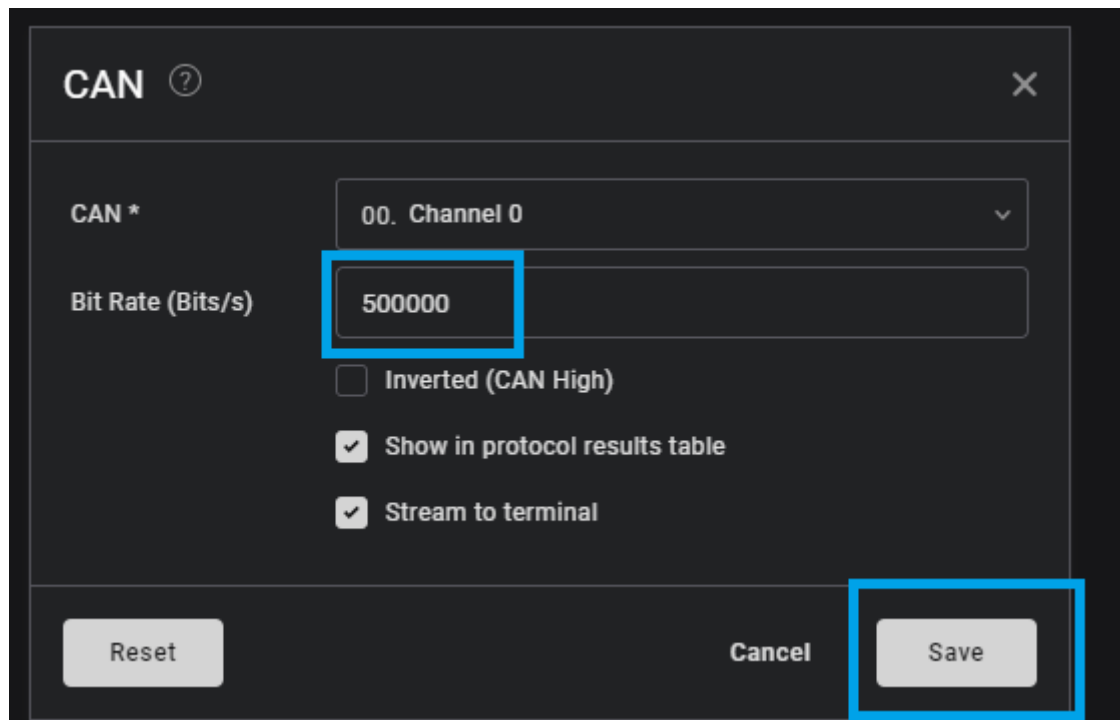 CAN ?
CAN *
00. Channel 0
Bit Rate (Bits/s)
500000
Inverted (CAN High)
Show in protocol results table
Stream to terminal
Reset
Cancel
Save